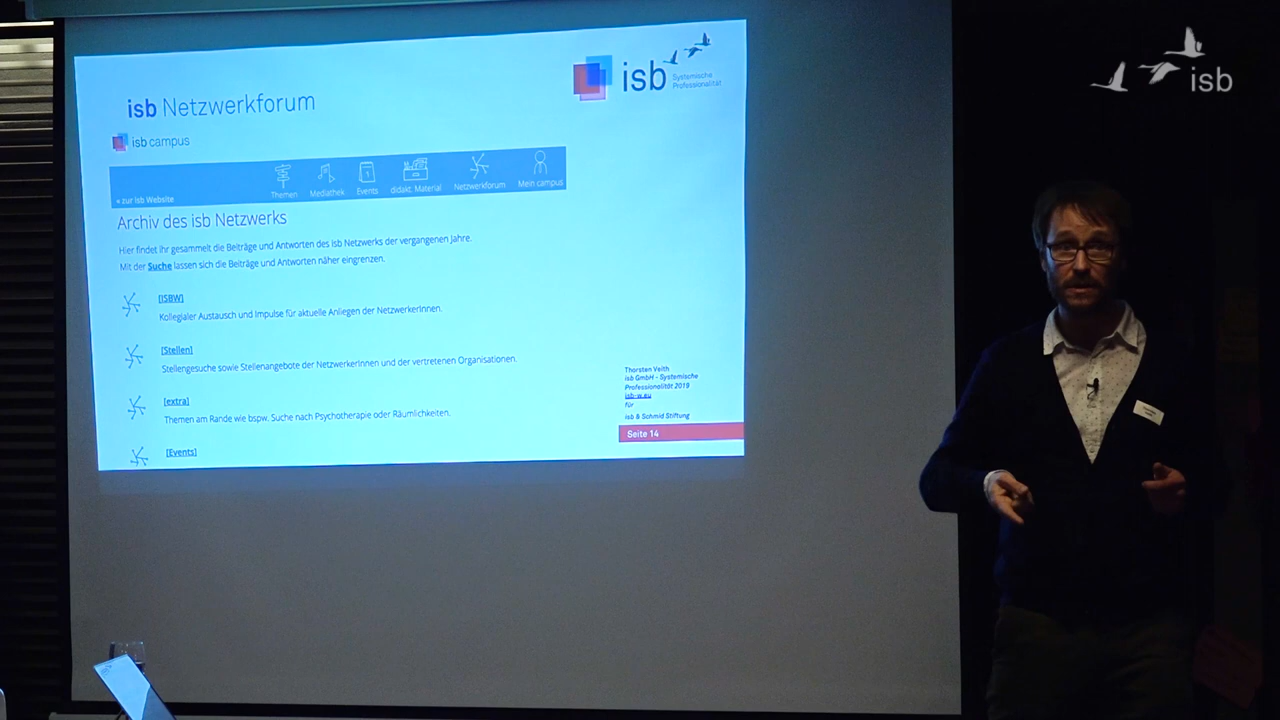 isb Netzwerkforum
isb Systemische
Professionalität
isb campus
« zur isb Website
Themen
Mediathek
Events
didakt. Material
Netzwerkforum
Mein campus
Archiv des isb Netzwerks
Hier findet ihr gesammelt die Beiträge und Antworten des isb Netzwerks der vergangenen Jahre.
Mit der Suche lassen sich die Beiträge und Antworten näher eingrenzen.
[ISBW]
Kollegialer Austausch und Impulse für aktuelle Anliegen der NetzwerkerInnen.
[Stellen]
Stellengesuche sowie Stellenangebote der NetzwerkerInnen und der vertretenen Organisationen.
[extra]
Themen am Rande wie bspw. Suche nach Psychotherapie oder Räumlichkeiten.
[Events]
Thorsten Veith
isb GmbH - Systemische
Professionalität 2019
isb-w.eu
für
isb & Schmid Stiftung
Seite 14
isb